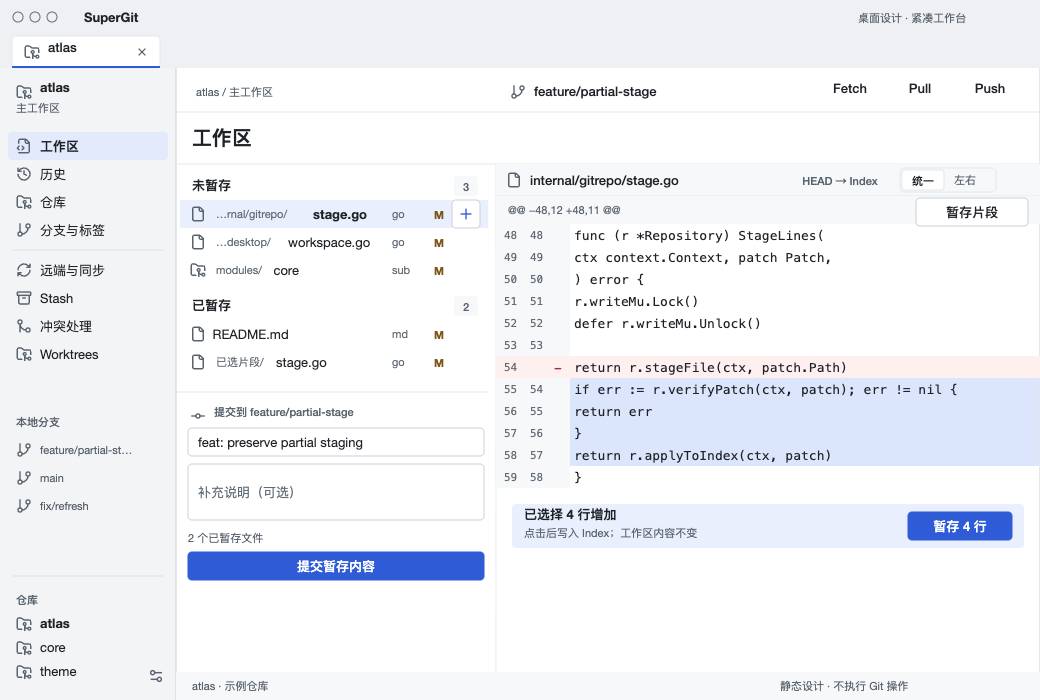 SuperGit
桌面设计 · 紧凑工作台
atlas
atlas
主工作区
工作区
历史
仓库
分支与标签
远端与同步
Stash
冲突处理
Worktrees
本地分支
feature/partial-st…
main
fix/refresh
仓库
atlas
core
theme
atlas / 主工作区
feature/partial-stage
Fetch Pull Push
工作区
未暂存 3
…rnal/gitrepo/ stage.go go M +
…desktop/ workspace.go go M
modules/ core sub M
已暂存 2
README.md md M
已选片段/ stage.go go M
提交到 feature/partial-stage
feat: preserve partial staging
补充说明（可选）
2 个已暂存文件
提交暂存内容
internal/gitrepo/stage.go HEAD → Index 统一 左右
@@ −48,12 +48,11 @@ 暂存片段
48 48 func (r *Repository) StageLines(
49 49 ctx context.Context, patch Patch,
50 50 ) error {
51 51 r.writeMu.Lock()
52 52 defer r.writeMu.Unlock()
53 53
54 − return r.stageFile(ctx, patch.Path)
55 54 if err := r.verifyPatch(ctx, patch); err != nil {
56 55 return err
57 56 }
58 57 return r.applyToIndex(ctx, patch)
59 58 }
已选择 4 行增加
点击后写入 Index；工作区内容不变
暂存 4 行
atlas · 示例仓库
静态设计 · 不执行 Git 操作